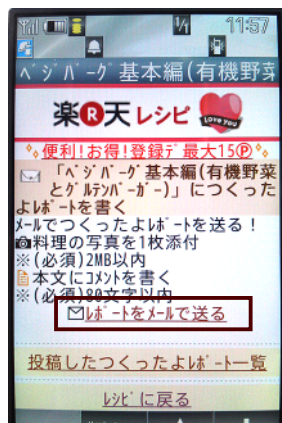 1/1 11:57
ベジバーグ基本編(有機野菜
楽R天レシピ Love You
便利!お得!登録デ最大15Ⓟ
「ベジバーグ基本編(有機野菜
とグルテンバーガー)」につくった
よレポートを書く
メールでつくったよレポートを送る!
料理の写真を1枚添付
※(必須)2MB以内
本文にコメントを書く
※(必須)80文字以内
レポートをメールで送る
投稿したつくったよレポート一覧
レシピに戻る